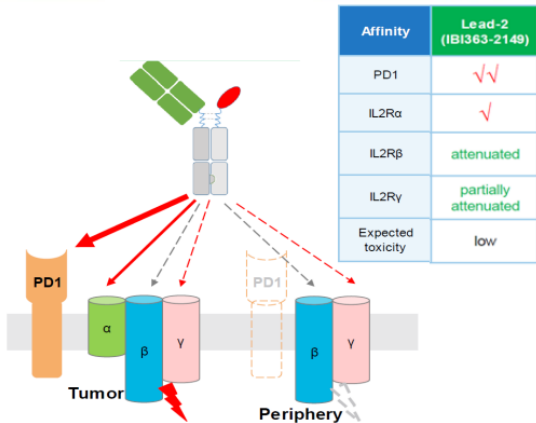 Affinity Lead-2
(IBI363-2149)
PD1 √√
IL2Rα √
IL2Rβ attenuated
IL2Rγ partially
attenuated
Expected
toxicity low
PD1 PD1
α β γ β γ
Tumor Periphery